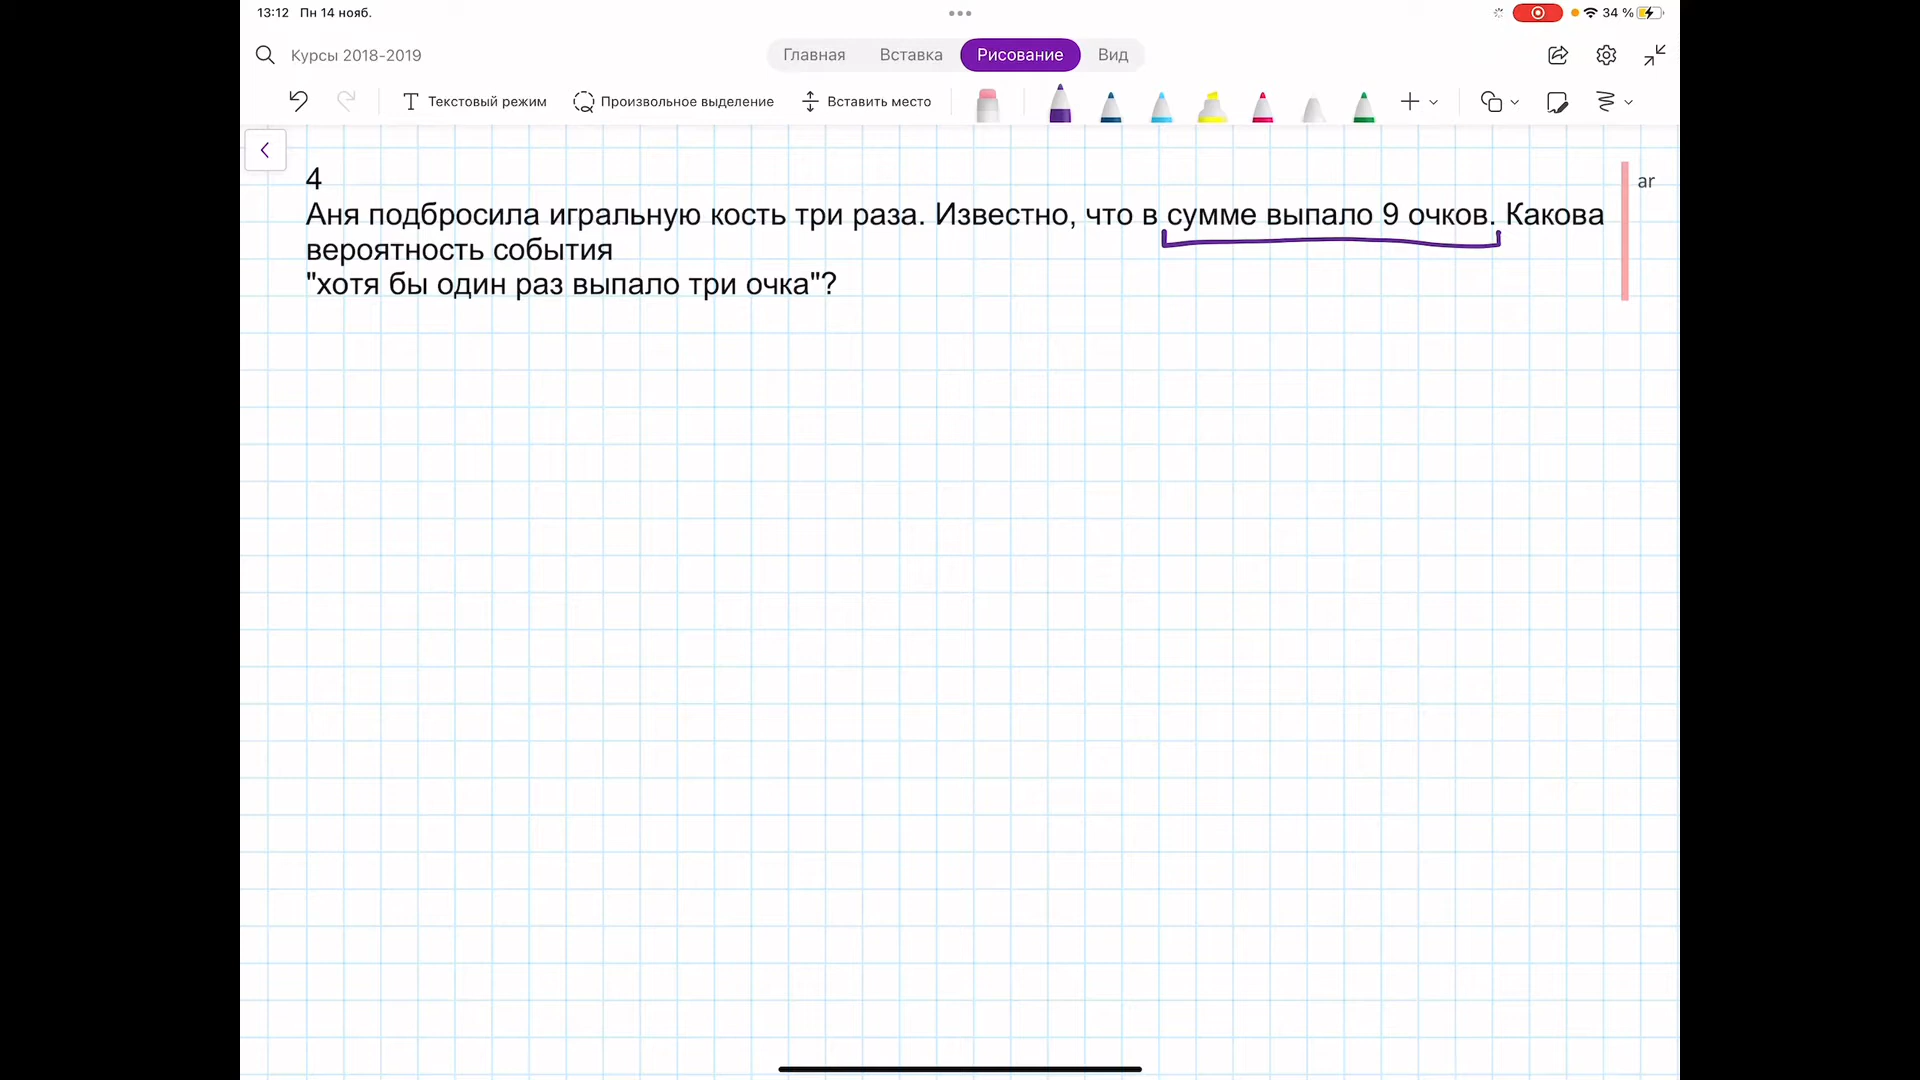 13:12 Пн 14 нояб.
34 %
Курсы 2018-2019
Главная Вставка Рисование Вид
Текстовый режим Произвольное выделение Вставить место
4
Аня подбросила игральную кость три раза. Известно, что в сумме выпало 9 очков. Какова
ar
вероятность события
"хотя бы один раз выпало три очка"?